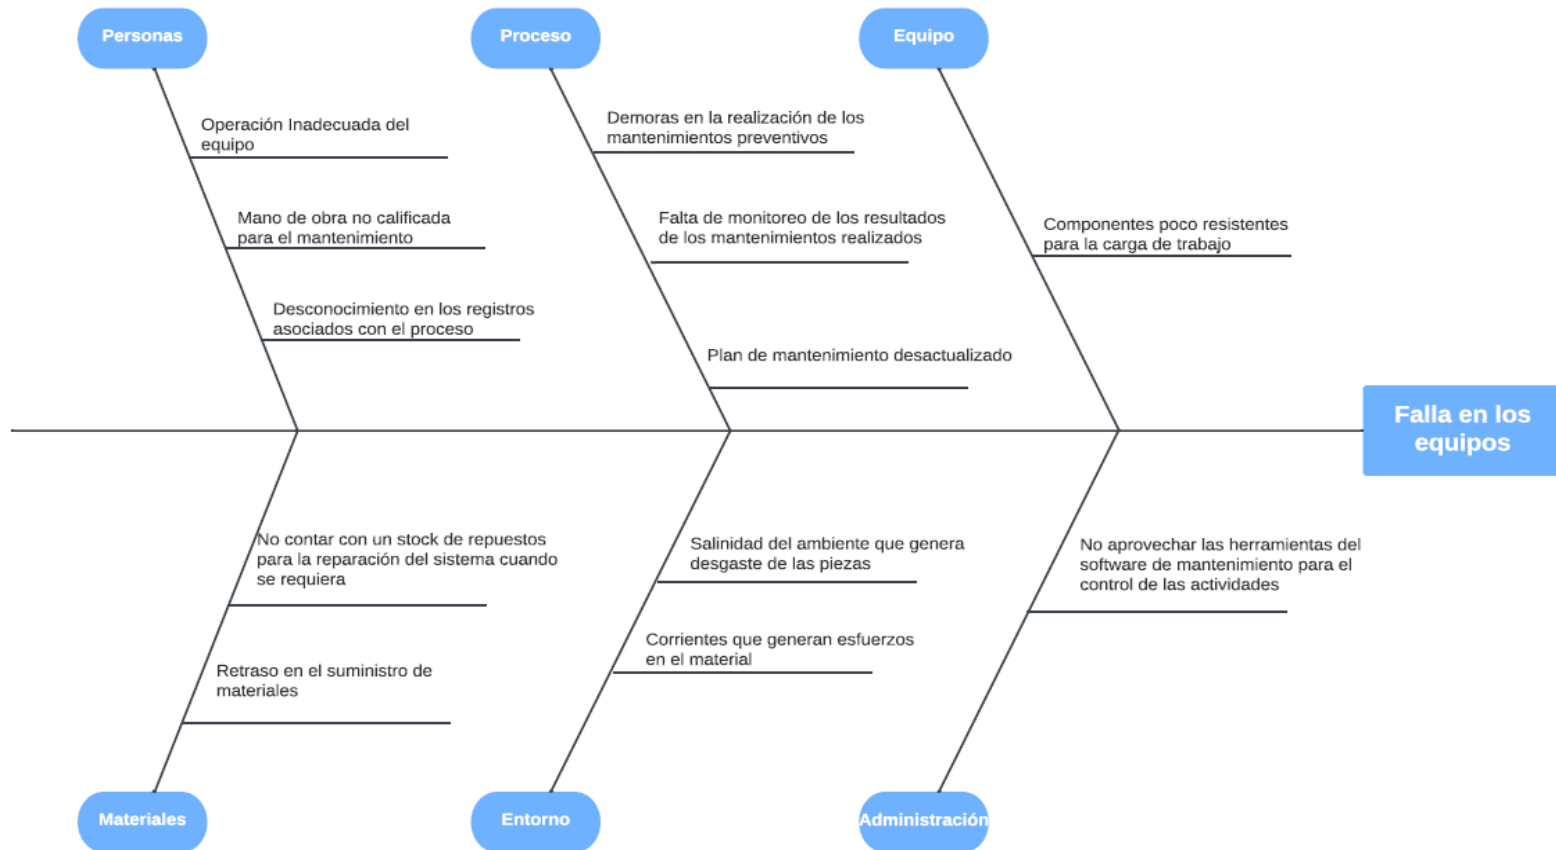 Personas
Proceso
Equipo
Operación Inadecuada del
equipo
Mano de obra no calificada
para el mantenimiento
Desconocimiento en los registros
asociados con el proceso
Demoras en la realización de los
mantenimientos preventivos
Falta de monitoreo de los resultados
de los mantenimientos realizados
Plan de mantenimiento desactualizado
Componentes poco resistentes
para la carga de trabajo
Falla en los
equipos
No contar con un stock de repuestos
para la reparación del sistema cuando
se requiera
Retraso en el suministro de
materiales
Salinidad del ambiente que genera
desgaste de las piezas
Corrientes que generan esfuerzos
en el material
No aprovechar las herramientas del
software de mantenimiento para el
control de las actividades
Materiales
Entorno
Administración